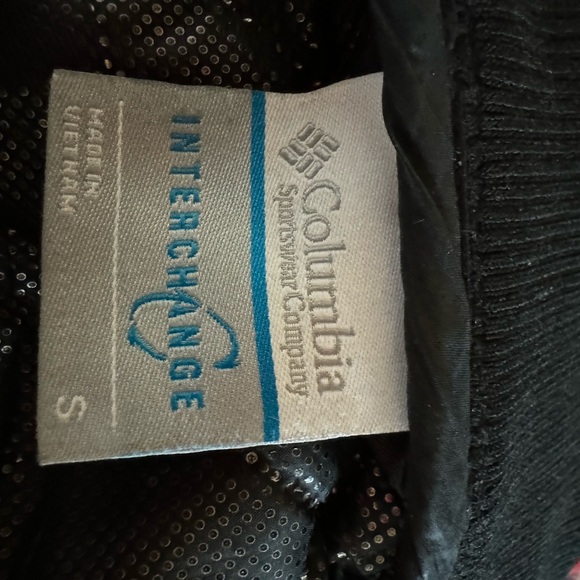 Columbia
Sportswear Company
INTERCHANGE
MADE IN
VIETNAM
S